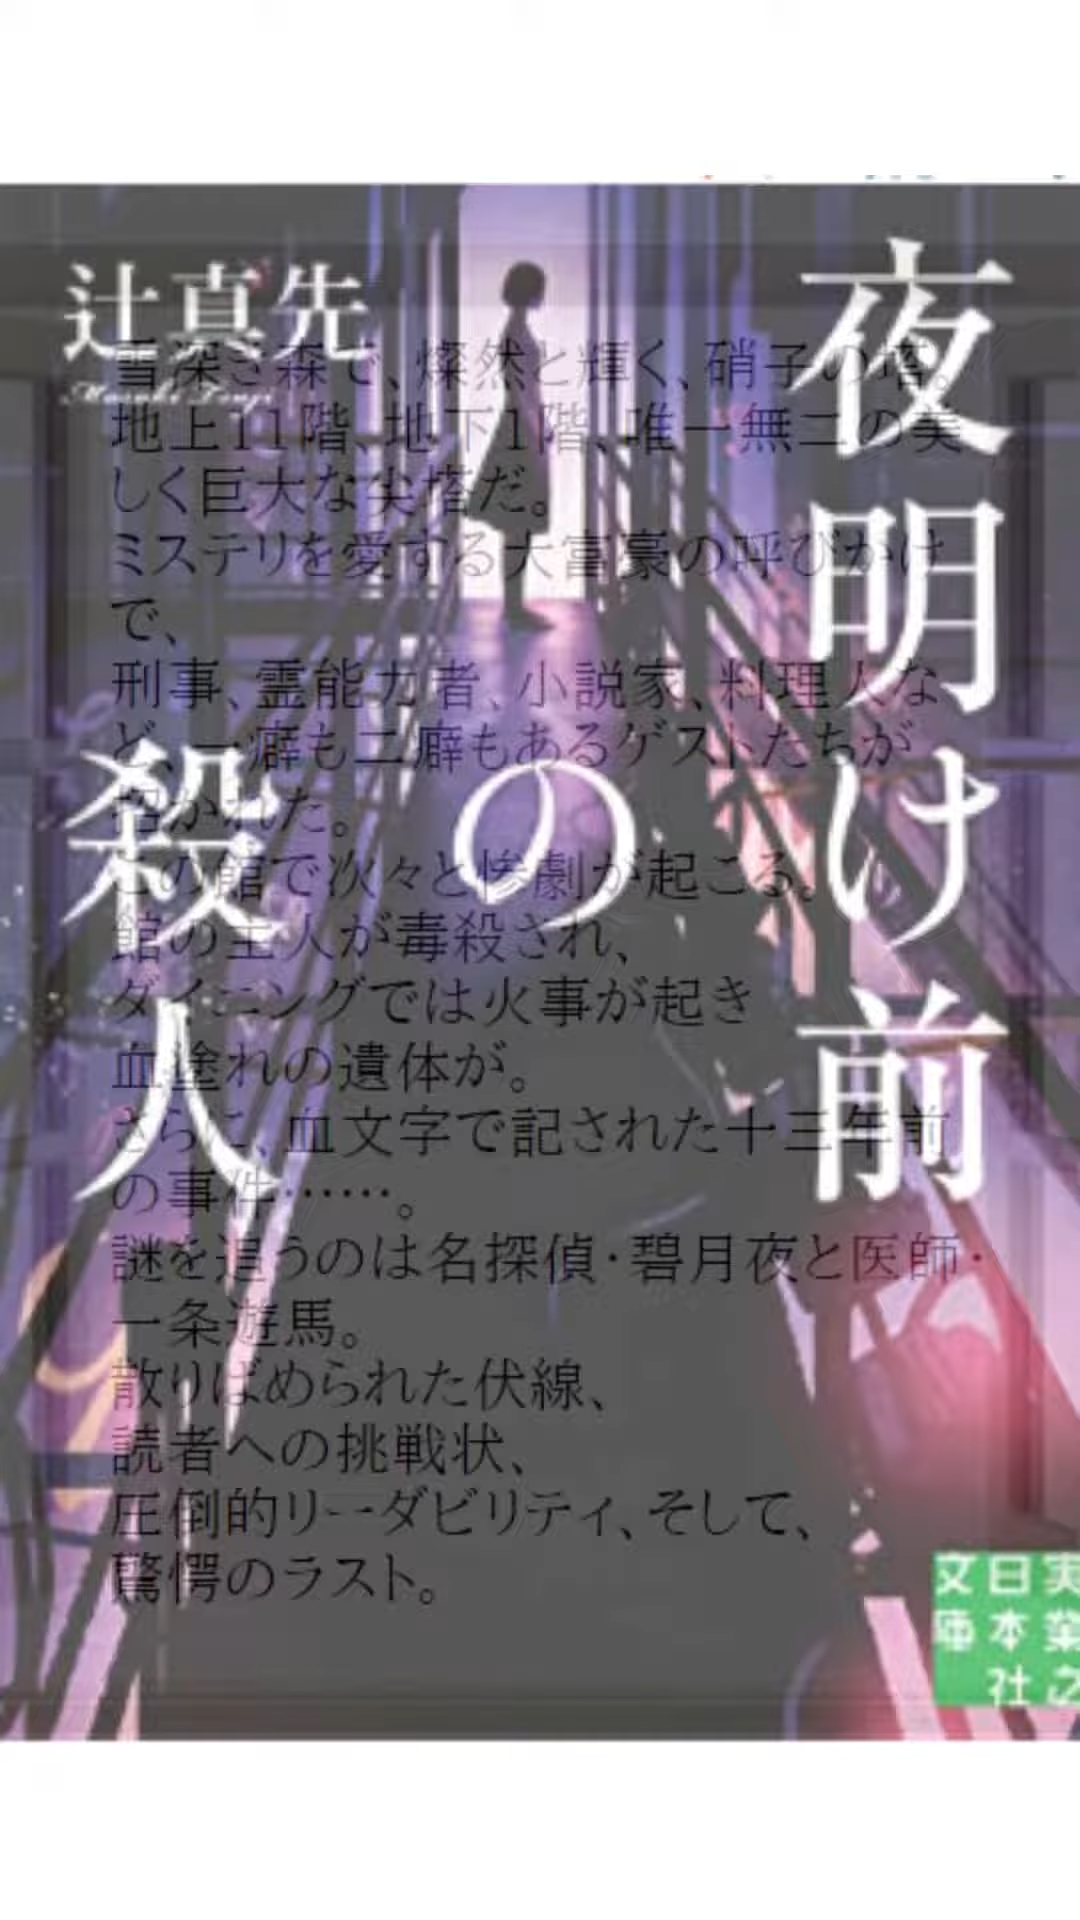 夜明け前
の
殺人
辻真先
Masaki Tsuji
雪深き森で、燦然と輝く、硝子の塔。
地上11階、地下1階、唯一無二の美
しく巨大な尖塔だ。
ミステリを愛する大富豪の呼びかけ
で、
刑事、霊能力者、小説家、料理人な
ど、一癖も二癖もあるゲストたちが
招かれた。
この館で次々と惨劇が起こる。
館の主人が毒殺され、
ダイニングでは火事が起き
血塗れの遺体が。
さらに、血文字で記された十三年前
の事件……。
謎を追うのは名探偵・碧月夜と医師・
一条遊馬。
散りばめられた伏線、
読者への挑戦状、
圧倒的リーダビリティ、そして、
驚愕のラスト。
実業之
日本社
文庫